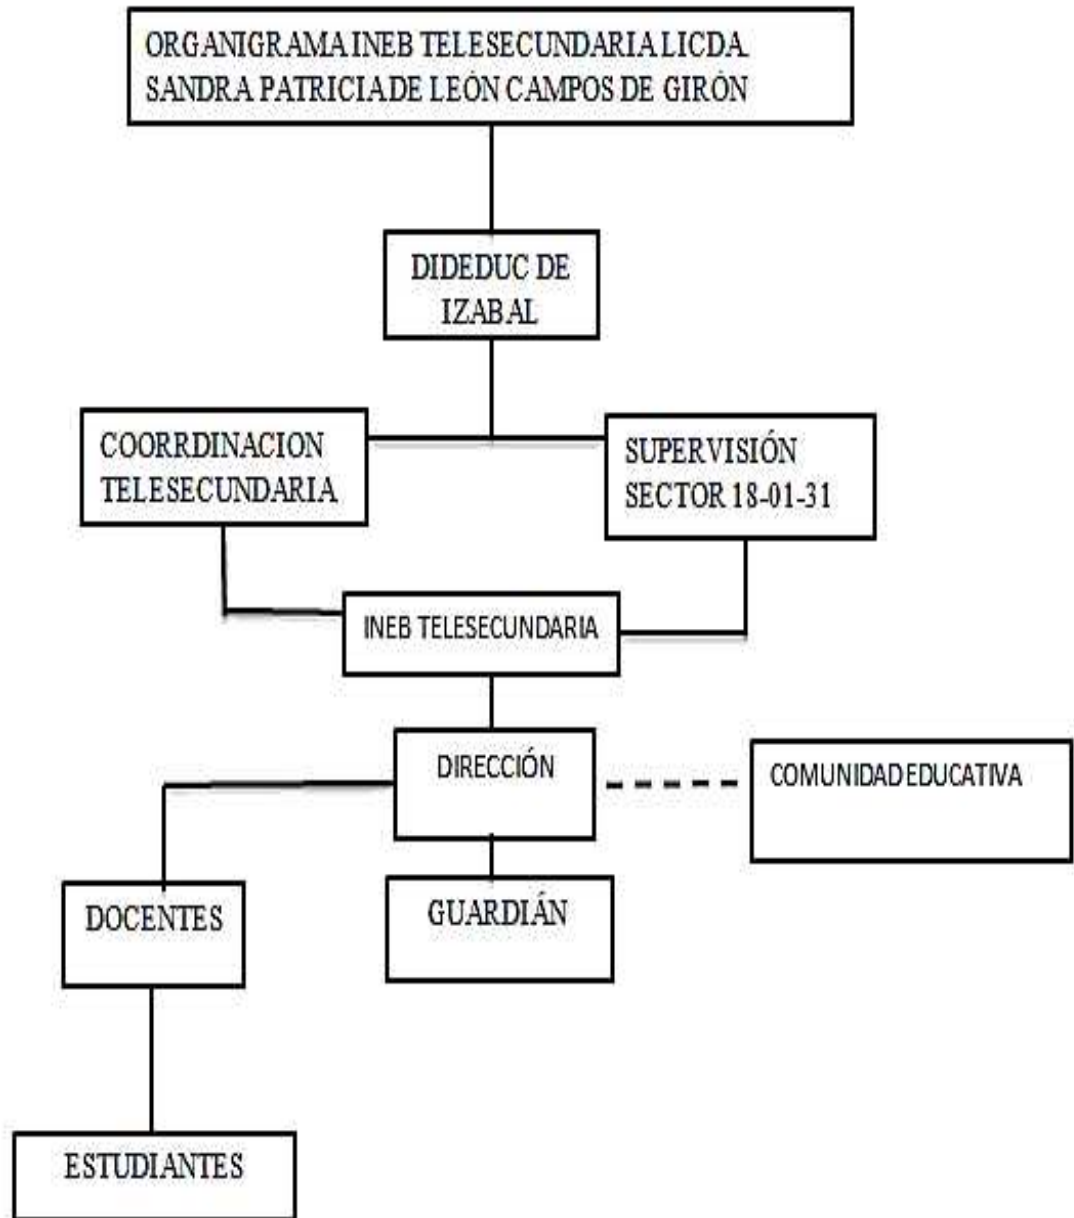 ORGANIGRAMA INEB TELESECUNDARIA LICDA.
SANDRA PATRICIA DE LEÓN CAMPOS DE GIRÓN
DIDEDUC DE
IZABAL
COORRDINACION
TELESECUNDARIA
SUPERVISIÓN
SECTOR 18-01-31
INEB TELESECUNDARIA
DIRECCIÓN
COMUNIDAD EDUCATIVA
DOCENTES
GUARDIÁN
ESTUDIANTES